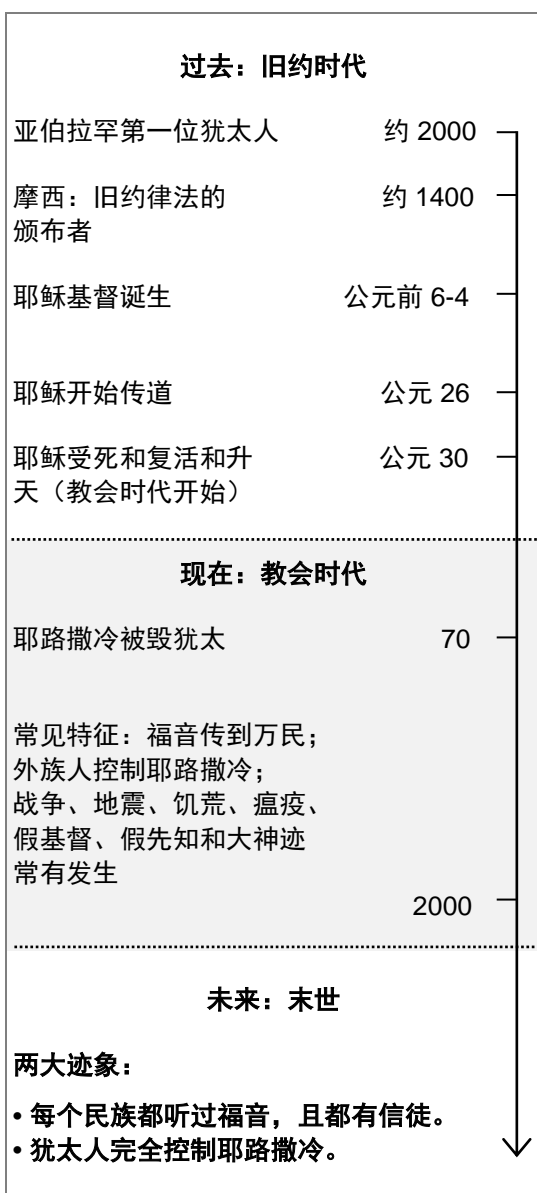 过去：旧约时代
亚伯拉罕第一位犹太人 约 2000
摩西：旧约律法的 约 1400
颁布者
耶稣基督诞生 公元前 6-4
耶稣开始传道 公元 26
耶稣受死和复活和升 公元 30
天（教会时代开始）
现在：教会时代
耶路撒冷被毁犹太 70
常见特征：福音传到万民；
外族人控制耶路撒冷；
战争、地震、饥荒、瘟疫、
假基督、假先知和大神迹
常有发生
2000
未来：末世
两大迹象：
• 每个民族都听过福音，且都有信徒。
• 犹太人完全控制耶路撒冷。